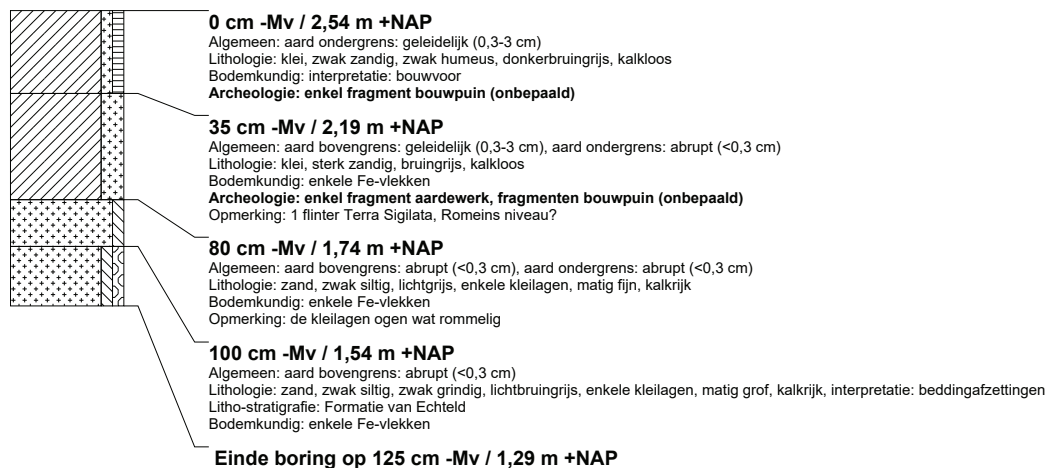 0 cm -Mv / 2,54 m +NAP
Algemeen: aard ondergrens: geleidelijk (0,3-3 cm)
Lithologie: klei, zwak zandig, zwak humeus, donkerbruingrijs, kalkloos
Bodemkundig: interpretatie: bouwvoor
Archeologie: enkel fragment bouwpuin (onbepaald)
35 cm -Mv / 2,19 m +NAP
Algemeen: aard bovengrens: geleidelijk (0,3-3 cm), aard ondergrens: abrupt (<0,3 cm)
Lithologie: klei, sterk zandig, bruingrijs, kalkloos
Bodemkundig: enkele Fe-vlekken
Archeologie: enkel fragment aardewerk, fragmenten bouwpuin (onbepaald)
Opmerking: 1 flinter Terra Sigilata, Romeins niveau?
80 cm -Mv / 1,74 m +NAP
Algemeen: aard bovengrens: abrupt (<0,3 cm), aard ondergrens: abrupt (<0,3 cm)
Lithologie: zand, zwak siltig, lichtgrijs, enkele kleilagen, matig fijn, kalkrijk
Bodemkundig: enkele Fe-vlekken
Opmerking: de kleilagen ogen wat rommelig
100 cm -Mv / 1,54 m +NAP
Algemeen: aard bovengrens: abrupt (<0,3 cm)
Lithologie: zand, zwak siltig, zwak grindig, lichtbruingrijs, enkele kleilagen, matig grof, kalkrijk, interpretatie: beddingafzettingen
Litho-stratigrafie: Formatie van Echteld
Bodemkundig: enkele Fe-vlekken
Einde boring op 125 cm -Mv / 1,29 m +NAP